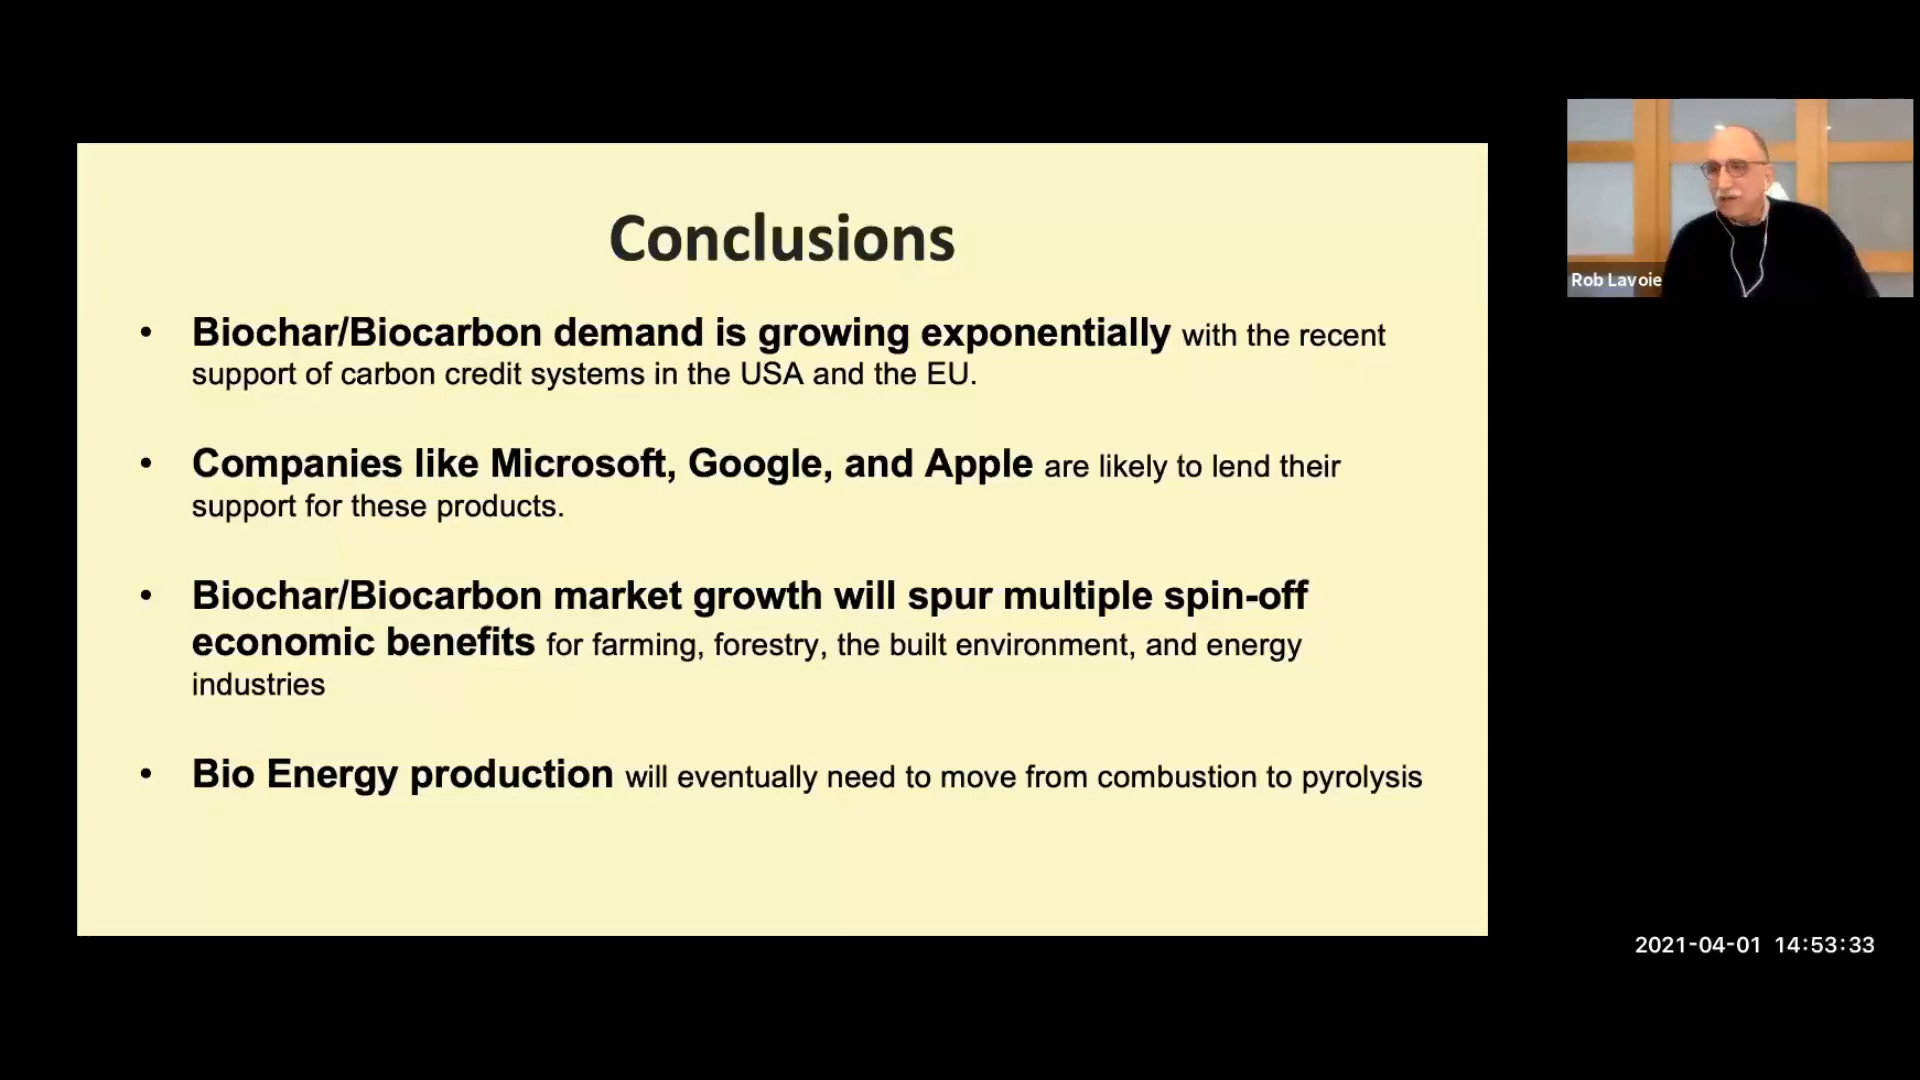 Conclusions
• Biochar/Biocarbon demand is growing exponentially with the recent
support of carbon credit systems in the USA and the EU.
• Companies like Microsoft, Google, and Apple are likely to lend their
support for these products.
• Biochar/Biocarbon market growth will spur multiple spin-off
economic benefits for farming, forestry, the built environment, and energy
industries
• Bio Energy production will eventually need to move from combustion to pyrolysis
Rob Lavoie
2021-04-01 14:53:33